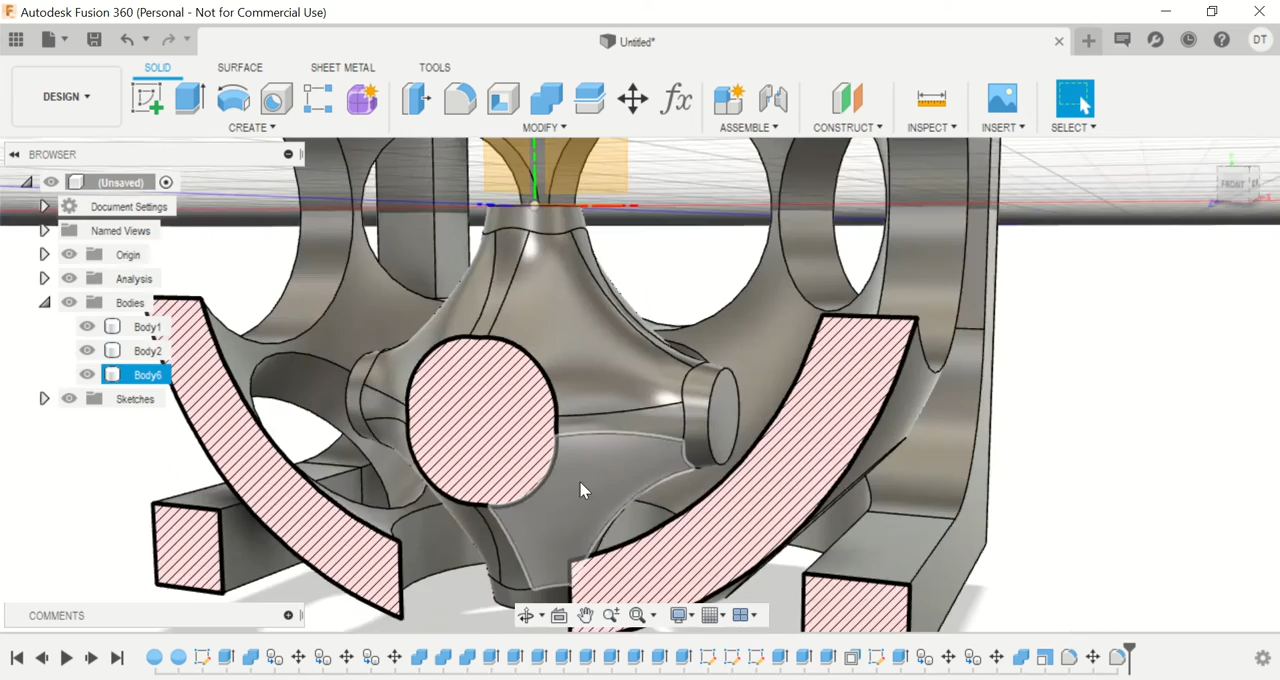 Autodesk Fusion 360 (Personal - Not for Commercial Use)
Untitled*
DT
DESIGN
SOLID SURFACE SHEET METAL TOOLS
CREATE MODIFY ASSEMBLE CONSTRUCT INSPECT INSERT SELECT
BROWSER
(Unsaved)
Document Settings
Named Views
Origin
Analysis
Bodies
Body1
Body2
Body6
Sketches
FRONT
COMMENTS